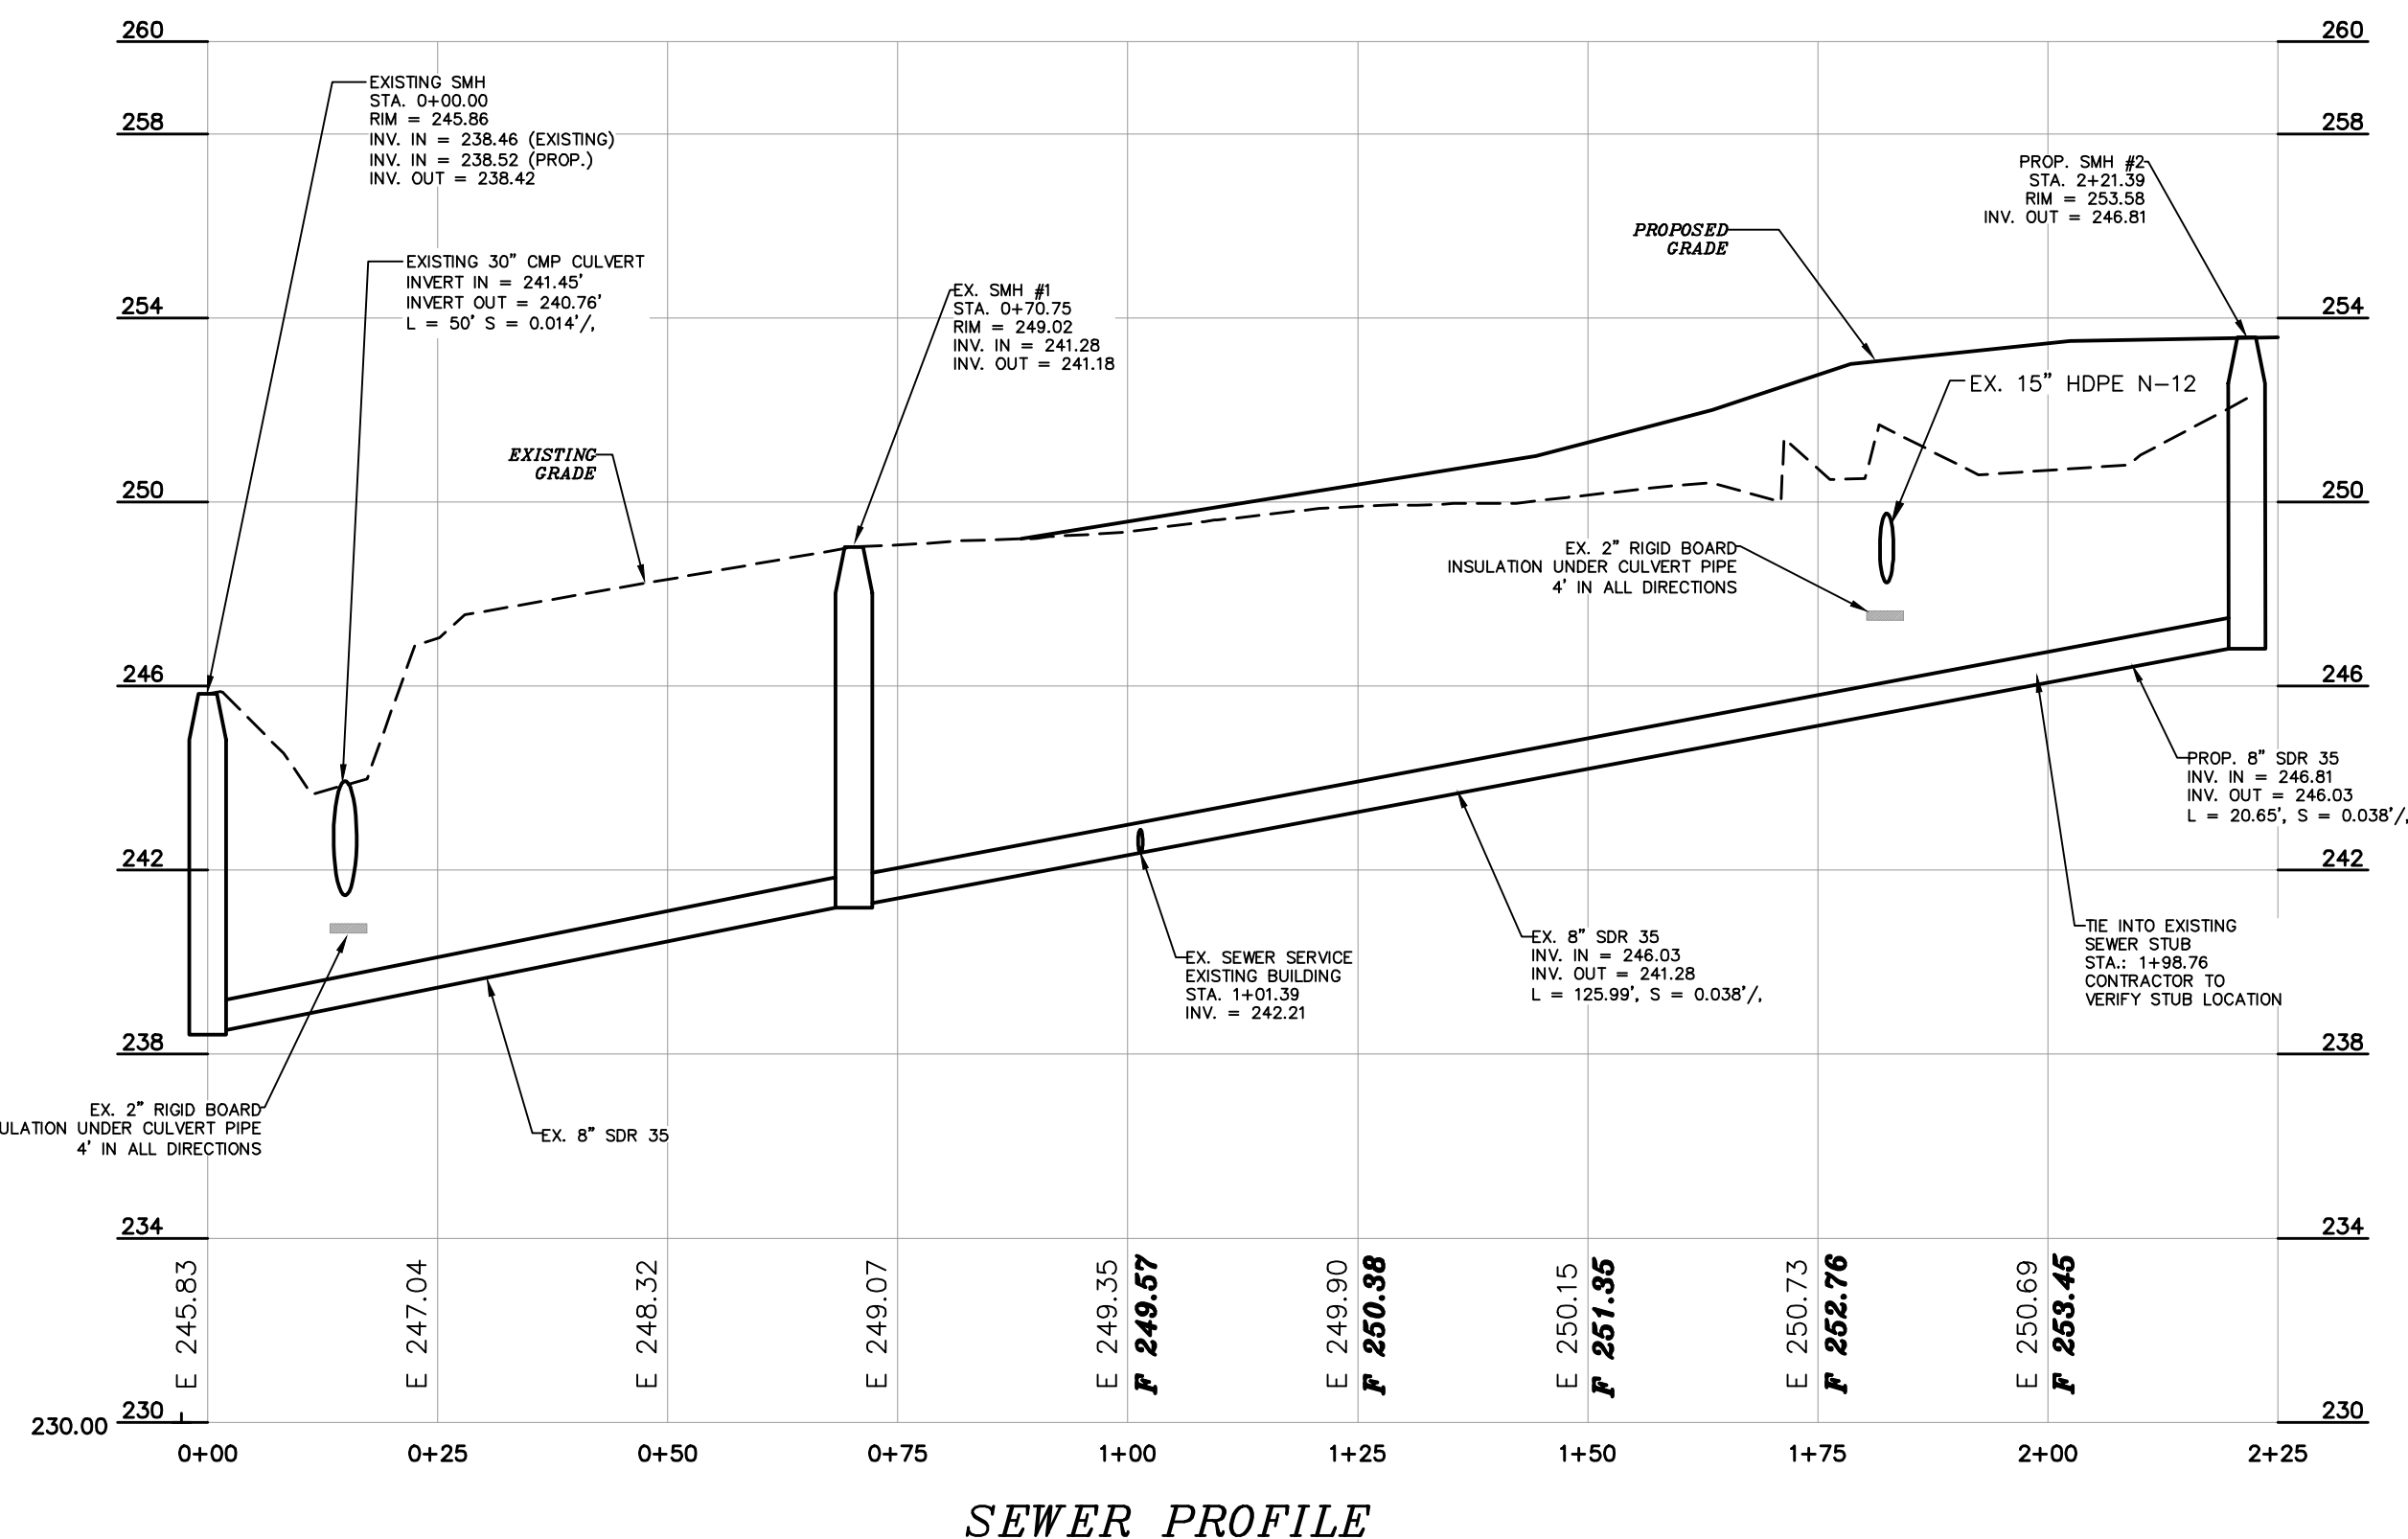 260
260
EXISTING SMH
STA. 0+00.00
RIM = 245.86
INV. IN = 238.46 (EXISTING)
INV. IN = 238.52 (PROP.)
INV. OUT = 238.42
258
258
PROP. SMH #2
STA. 2+21.39
RIM = 253.58
INV. OUT = 246.81
PROPOSED
GRADE
EXISTING 30" CMP CULVERT
INVERT IN = 241.45'
INVERT OUT = 240.76'
L = 50' S = 0.014'/,
EX. SMH #1
STA. 0+70.75
RIM = 249.02
INV. IN = 241.28
INV. OUT = 241.18
254
254
EX. 15" HDPE N-12
EXISTING
GRADE
250
250
EX. 2" RIGID BOARD
INSULATION UNDER CULVERT PIPE
4' IN ALL DIRECTIONS
246
246
PROP. 8" SDR 35
INV. IN = 246.81
INV. OUT = 246.03
L = 20.65', S = 0.038'/,
242
242
TIE INTO EXISTING
SEWER STUB
STA.: 1+98.76
CONTRACTOR TO
VERIFY STUB LOCATION
EX. 8" SDR 35
INV. IN = 246.03
INV. OUT = 241.28
L = 125.99', S = 0.038'/,
EX. SEWER SERVICE
EXISTING BUILDING
STA. 1+01.39
INV. = 242.21
238
238
EX. 2" RIGID BOARD
ULATION UNDER CULVERT PIPE
4' IN ALL DIRECTIONS
EX. 8" SDR 35
234
234
E 245.83
E 247.04
E 248.32
E 249.07
E 249.35
F 249.57
E 249.90
F 250.38
E 250.15
F 251.35
E 250.73
F 252.76
E 250.69
F 253.45
230
230
230.00
0+00 0+25 0+50 0+75 1+00 1+25 1+50 1+75 2+00 2+25
SEWER PROFILE